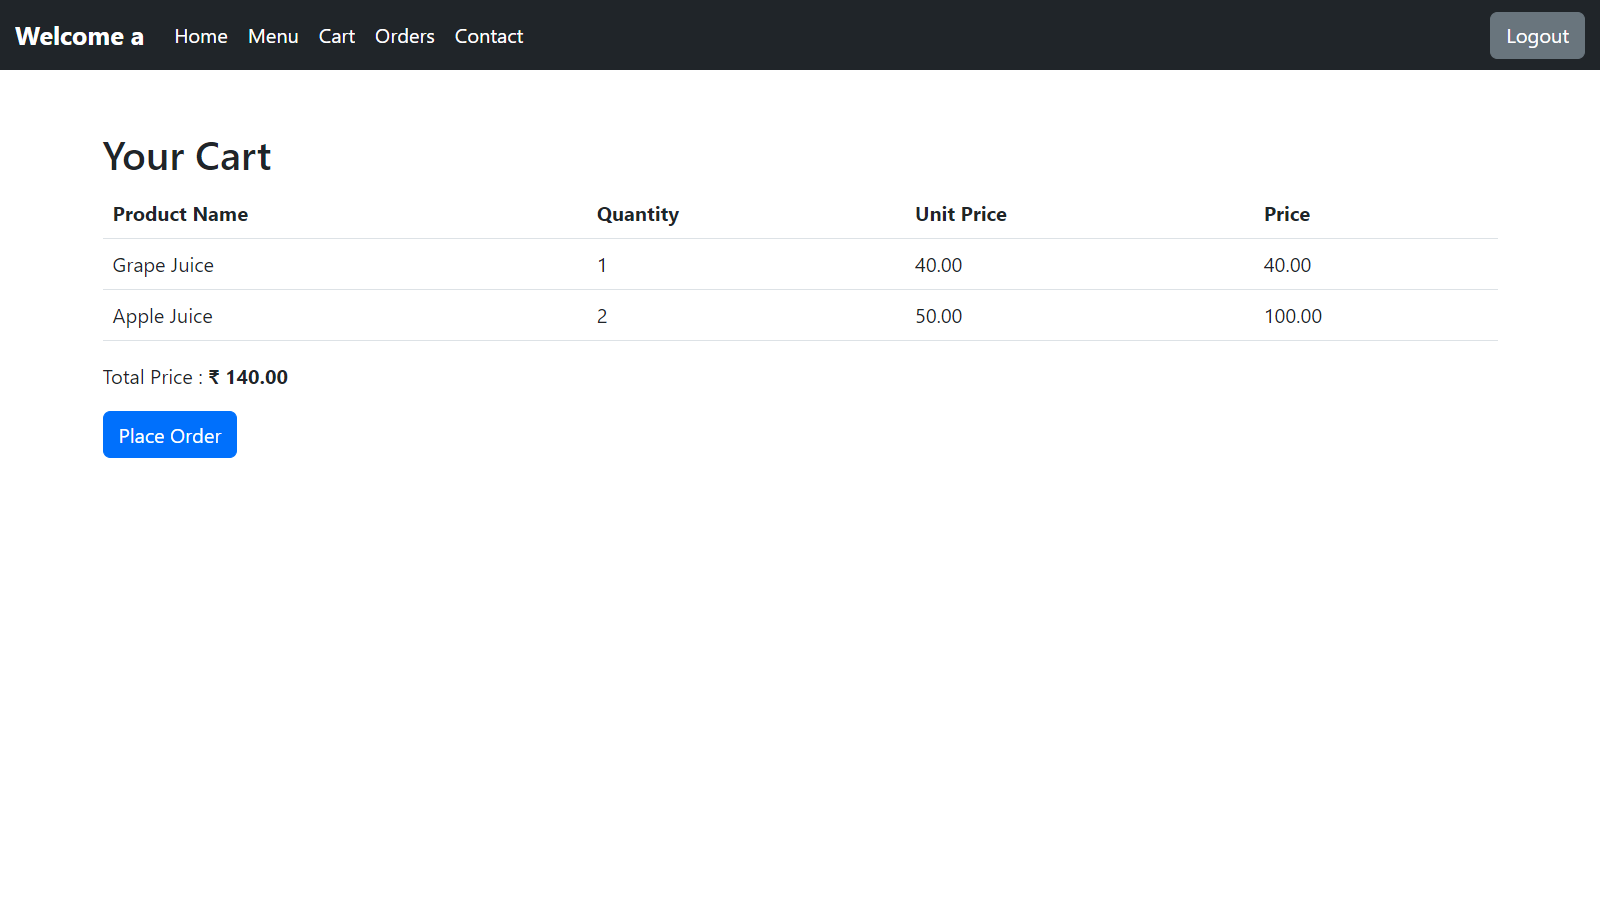 Welcome a Home Menu Cart Orders Contact Logout
Your Cart
Product Name Quantity Unit Price Price
Grape Juice 1 40.00 40.00
Apple Juice 2 50.00 100.00
Total Price : ₹ 140.00
Place Order